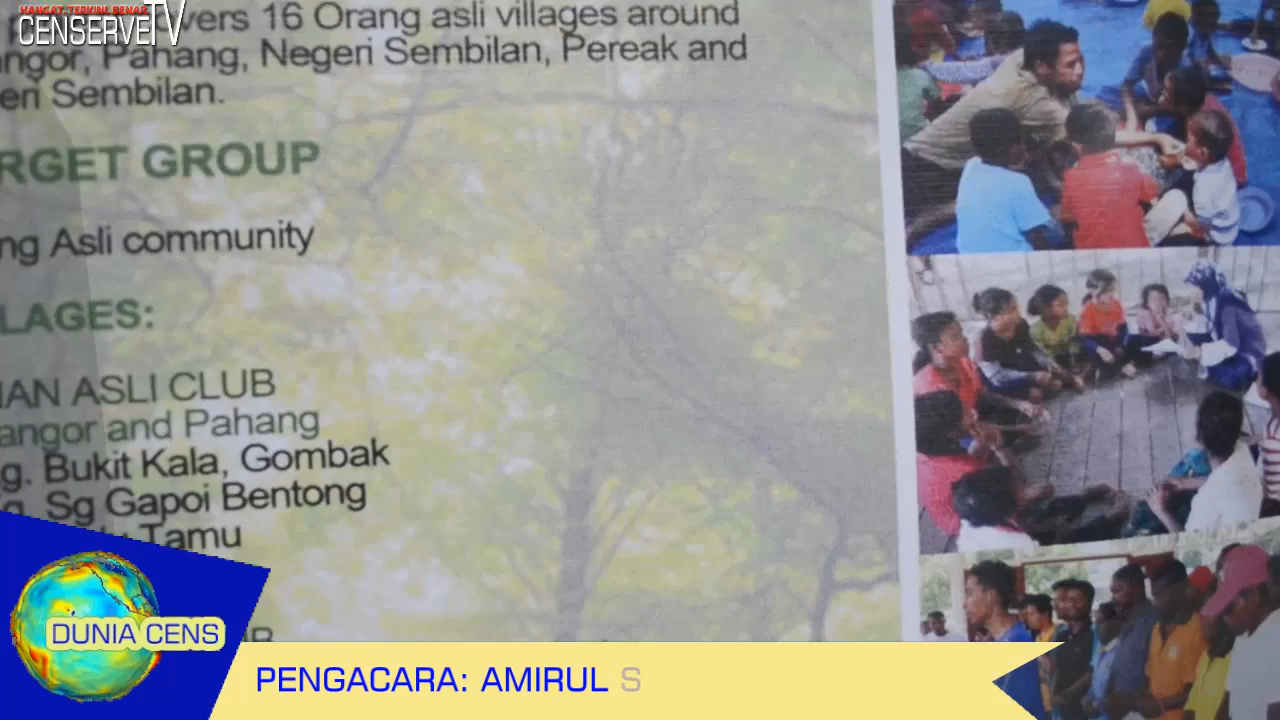 HANGAT. TERKINI. BENAR.
CENSERVETV
vers 16 Orang asli villages around
ngor, Pahang, Negeri Sembilan, Pereak and
eri Sembilan.
RGET GROUP
ng Asli community
LAGES:
IAN ASLI CLUB
angor and Pahang
g. Bukit Kala, Gombak
g. Sg Gapoi Bentong
Tamu
DUNIA CENS
PENGACARA: AMIRUL S